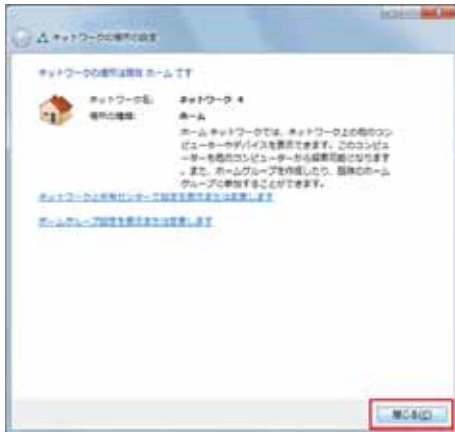 ネットワークの場所の設定
ネットワークの場所は現在 ホーム です
ネットワーク名: ネットワーク 4
場所の種類: ホーム
ホーム ネットワークでは、ネットワーク上の他のコン
ピューターやデバイスを表示できます。このコンピュ
ーターも他のコンピューターから検索可能になります
。また、ホームグループを作成したり、既存のホーム
グループに参加することができます。
ネットワークと共有センターで設定を表示または変更します
ホームグループ設定を表示または変更します
閉じる(C)